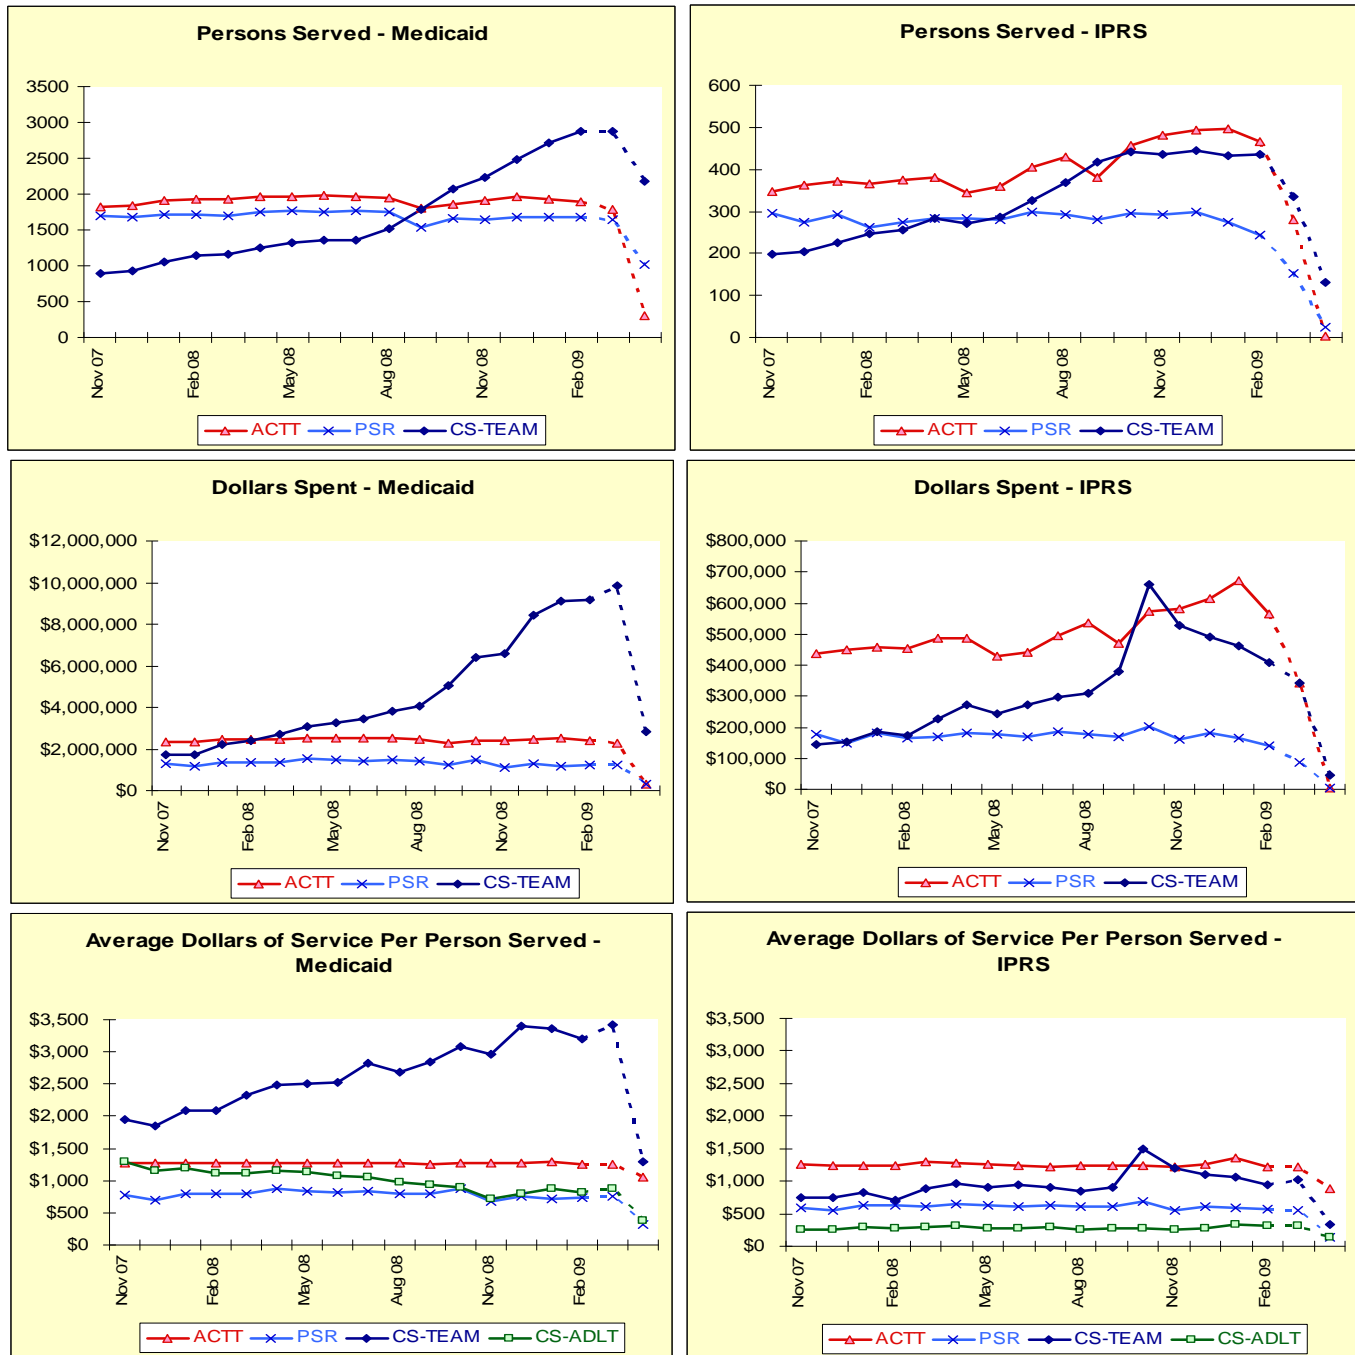 Persons Served - Medicaid
3500
3000
2500
2000
1500
1000
500
0
Nov 07
Feb 08
May 08
Aug 08
Nov 08
Feb 09
ACTT PSR CS-TEAM
Persons Served - IPRS
600
500
400
300
200
100
0
Nov 07
Feb 08
May 08
Aug 08
Nov 08
Feb 09
ACTT PSR CS-TEAM
Dollars Spent - Medicaid
$12,000,000
$10,000,000
$8,000,000
$6,000,000
$4,000,000
$2,000,000
$0
Nov 07
Feb 08
May 08
Aug 08
Nov 08
Feb 09
ACTT PSR CS-TEAM
Dollars Spent - IPRS
$800,000
$700,000
$600,000
$500,000
$400,000
$300,000
$200,000
$100,000
$0
Nov 07
Feb 08
May 08
Aug 08
Nov 08
Feb 09
ACTT PSR CS-TEAM
Average Dollars of Service Per Person Served -
Medicaid
$3,500
$3,000
$2,500
$2,000
$1,500
$1,000
$500
$0
Nov 07
Feb 08
May 08
Aug 08
Nov 08
Feb 09
ACTT PSR CS-TEAM CS-ADLT
Average Dollars of Service Per Person Served -
IPRS
$3,500
$3,000
$2,500
$2,000
$1,500
$1,000
$500
$0
Nov 07
Feb 08
May 08
Aug 08
Nov 08
Feb 09
ACTT PSR CS-TEAM CS-ADLT